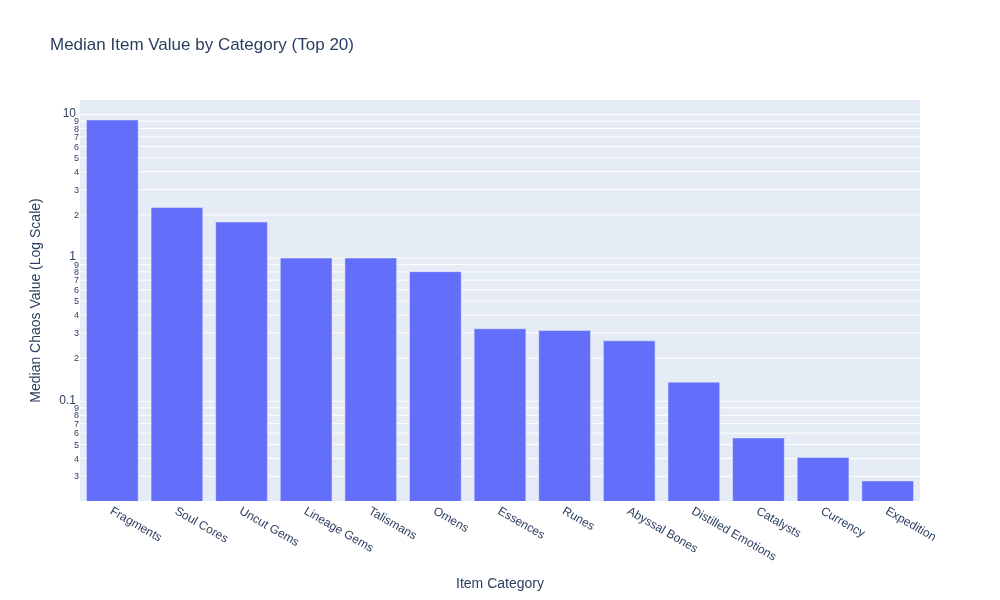 Median Item Value by Category (Top 20)
Median Chaos Value (Log Scale)
10
9
8
7
6
5
4
3
2
1
9
8
7
6
5
4
3
2
0.1
9
8
7
6
5
4
3
Fragments
Soul Cores
Uncut Gems
Lineage Gems
Talismans
Omens
Essences
Runes
Abyssal Bones
Distilled Emotions
Catalysts
Currency
Expedition
Item Category